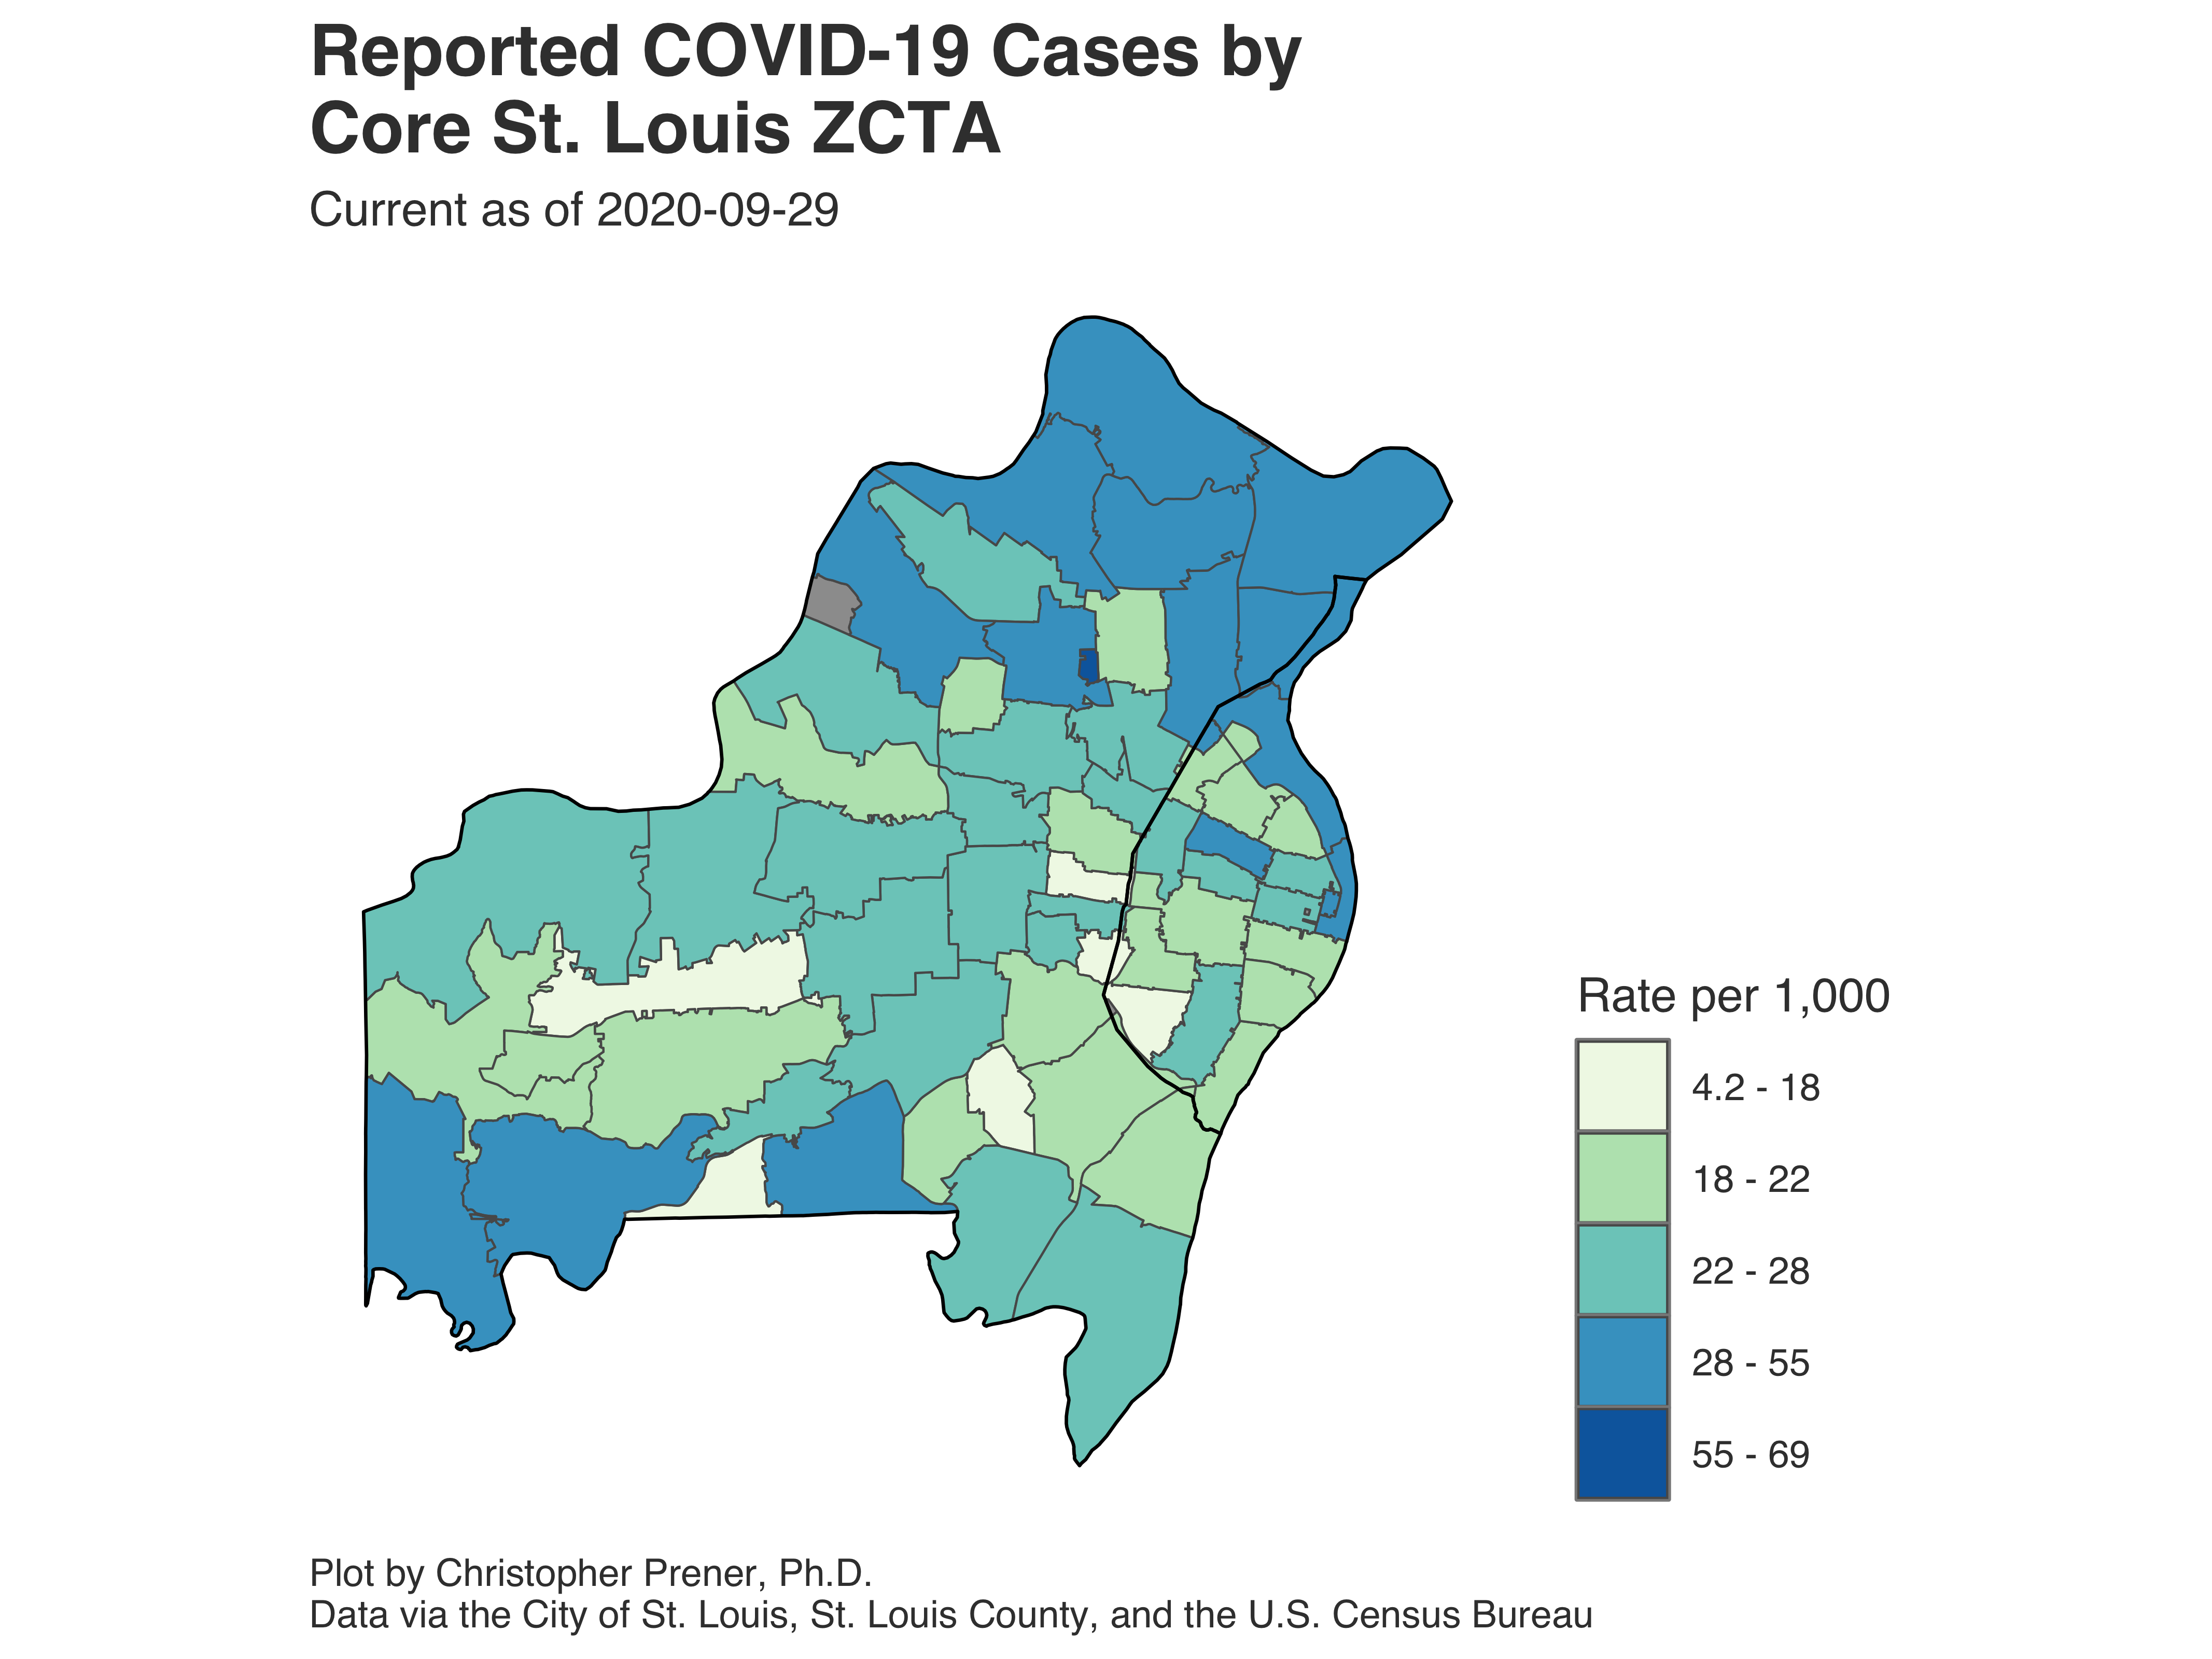 Reported COVID-19 Cases by
Core St. Louis ZCTA
Current as of 2020-09-29
Rate per 1,000
4.2 - 18
18 - 22
22 - 28
28 - 55
55 - 69
Plot by Christopher Prener, Ph.D.
Data via the City of St. Louis, St. Louis County, and the U.S. Census Bureau